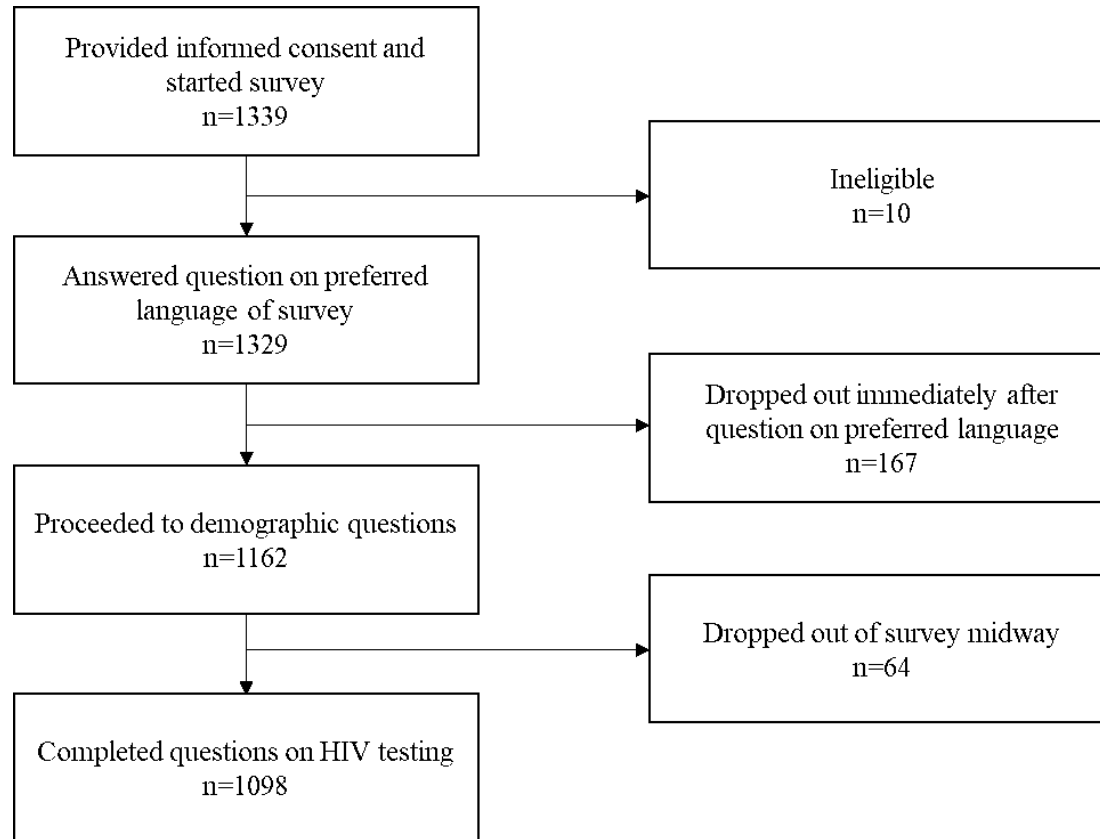 Provided informed consent and
started survey
n=1339
Ineligible
n=10
Answered question on preferred
language of survey
n=1329
Dropped out immediately after
question on preferred language
n=167
Proceeded to demographic questions
n=1162
Dropped out of survey midway
n=64
Completed questions on HIV testing
n=1098